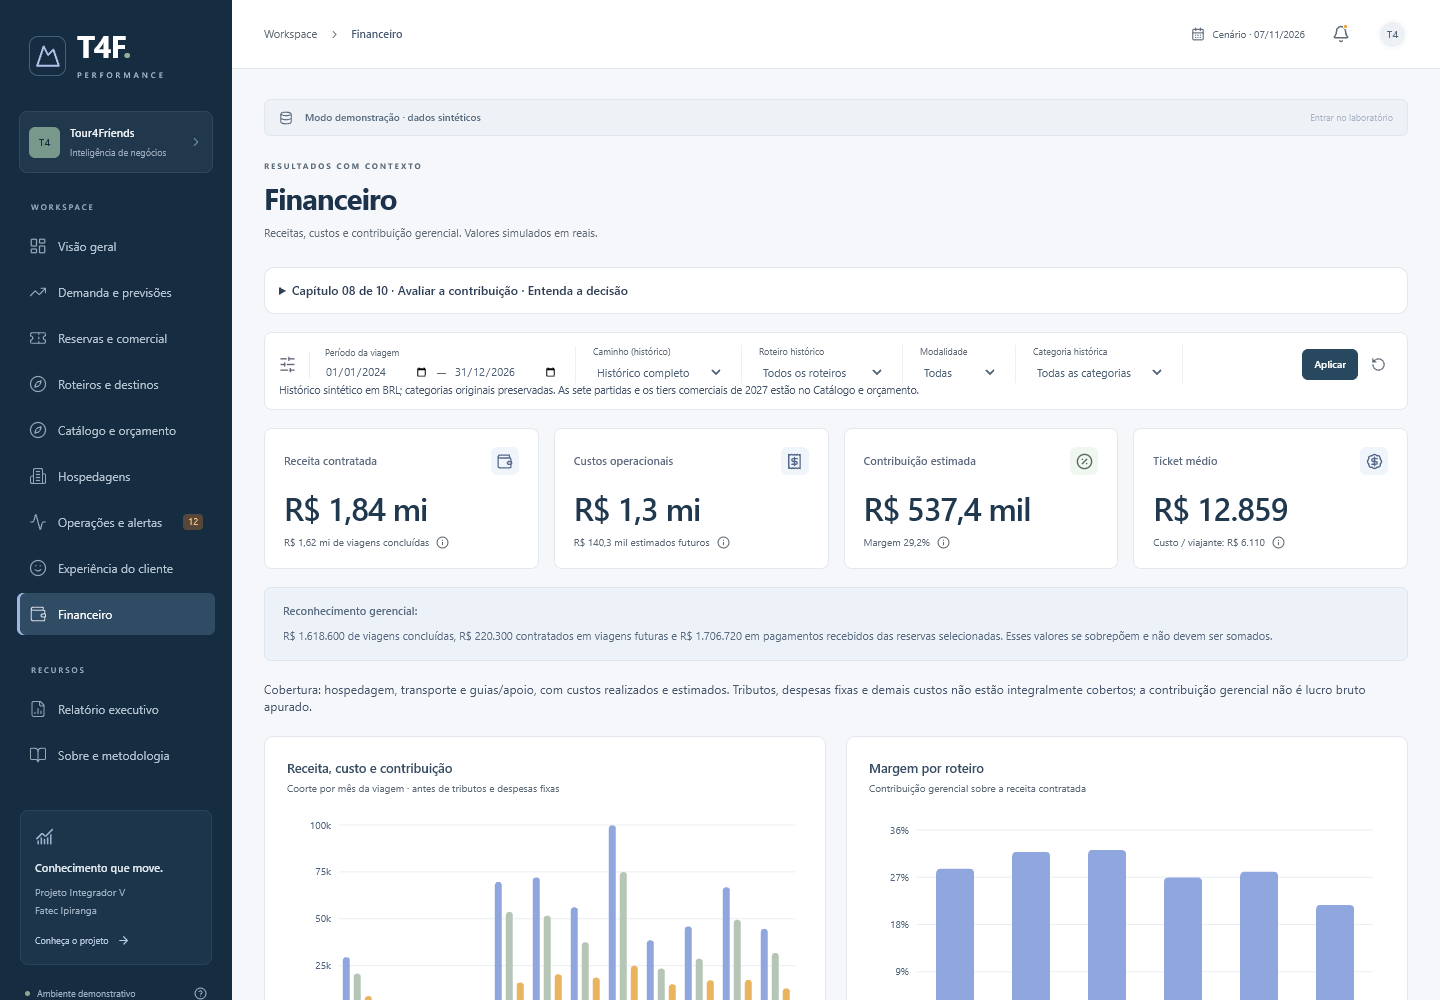 T4F.
PERFORMANCE
T4
Tour4Friends
Inteligência de negócios
WORKSPACE
Visão geral
Demanda e previsões
Reservas e comercial
Roteiros e destinos
Catálogo e orçamento
Hospedagens
Operações e alertas
12
Experiência do cliente
Financeiro
RECURSOS
Relatório executivo
Sobre e metodologia
Conhecimento que move.
Projeto Integrador V
Fatec Ipiranga
Conheça o projeto
Ambiente demonstrativo
Workspace
Financeiro
Cenário · 07/11/2026
T4
Modo demonstração · dados sintéticos
Entrar no laboratório
RESULTADOS COM CONTEXTO
Financeiro
Receitas, custos e contribuição gerencial. Valores simulados em reais.
Capítulo 08 de 10 · Avaliar a contribuição · Entenda a decisão
Período da viagem
01/01/2024 — 31/12/2026
Caminho (histórico)
Histórico completo
Roteiro histórico
Todos os roteiros
Modalidade
Todas
Categoria histórica
Todas as categorias
Aplicar
Histórico sintético em BRL; categorias originais preservadas. As sete partidas e os tiers comerciais de 2027 estão no Catálogo e orçamento.
Receita contratada
R$ 1,84 mi
R$ 1,62 mi de viagens concluídas
Custos operacionais
R$ 1,3 mi
R$ 140,3 mil estimados futuros
Contribuição estimada
R$ 537,4 mil
Margem 29,2%
Ticket médio
R$ 12.859
Custo / viajante: R$ 6.110
Reconhecimento gerencial:
R$ 1.618.600 de viagens concluídas, R$ 220.300 contratados em viagens futuras e R$ 1.706.720 em pagamentos recebidos das reservas selecionadas. Esses valores se sobrepõem e não devem ser somados.
Cobertura: hospedagem, transporte e guias/apoio, com custos realizados e estimados. Tributos, despesas fixas e demais custos não estão integralmente cobertos; a contribuição gerencial não é lucro bruto
apurado.
Receita, custo e contribuição
Coorte por mês da viagem · antes de tributos e despesas fixas
100k
75k
50k
25k
Margem por roteiro
Contribuição gerencial sobre a receita contratada
36%
27%
18%
9%